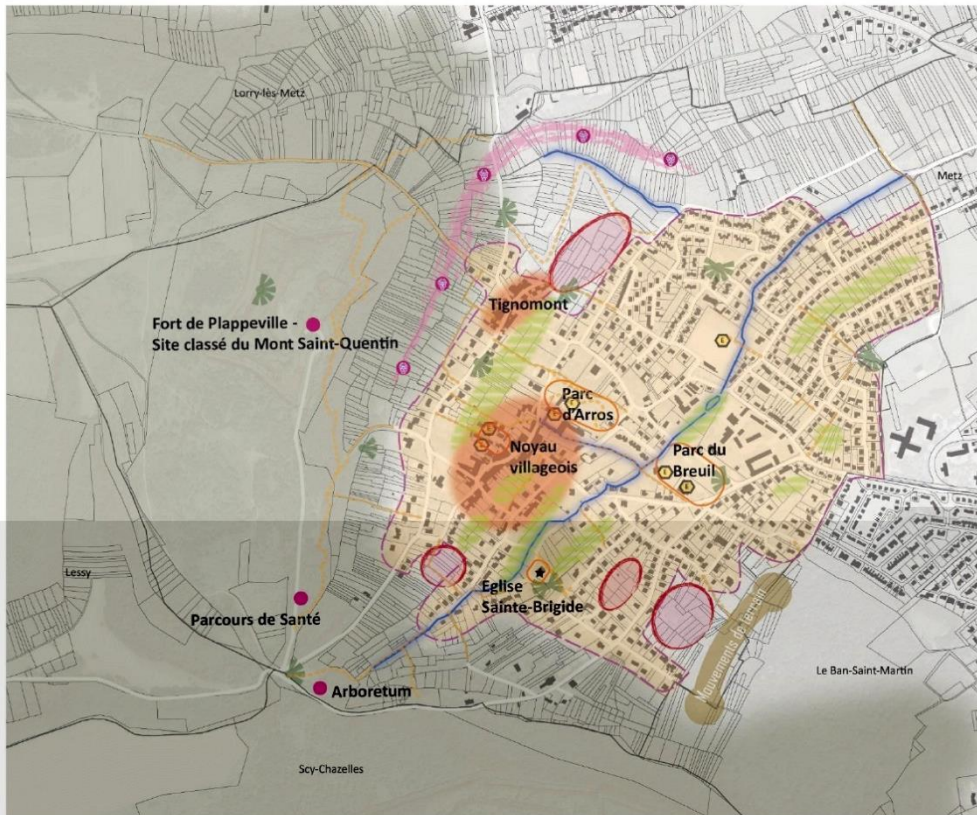 Lorry-lès-Metz
Metz
Tignomont
Fort de Plappeville -
Site classé du Mont Saint-Quentin
Parc
d'Arros
Noyau
villageois
Parc du
Breuil
Lessy
Eglise
Sainte-Brigide
Parcours de Santé
Mouvements de Terrain
Le Ban-Saint-Martin
Arboretum
Scy-Chazelles